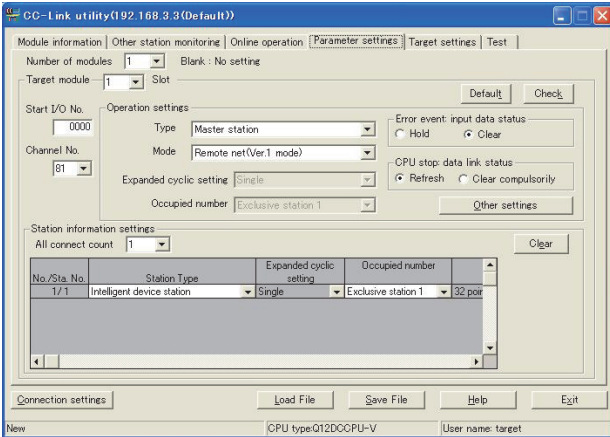 CC-Link utility(192.168.3.3(Default))
Module information Other station monitoring Online operation Parameter settings Target settings Test
Number of modules 1 Blank : No setting
Target module 1 Slot
Default Check
Start I/O No. Operation settings Error event: input data status
0000 Type Master station Hold Clear
Channel No. Mode Remote net(Ver.1 mode) CPU stop: data link status
81 Expanded cyclic setting Single Refresh Clear compulsorily
Occupied number Exclusive station 1 Other settings
Station information settings
All connect count 1 Clear
No./Sta. No. Station Type Expanded cyclic setting Occupied number
1/1 Intelligent device station Single Exclusive station 1 32 poin
Connection settings Load File Save File Help Exit
New CPU type:Q12DCCPU-V User name: target